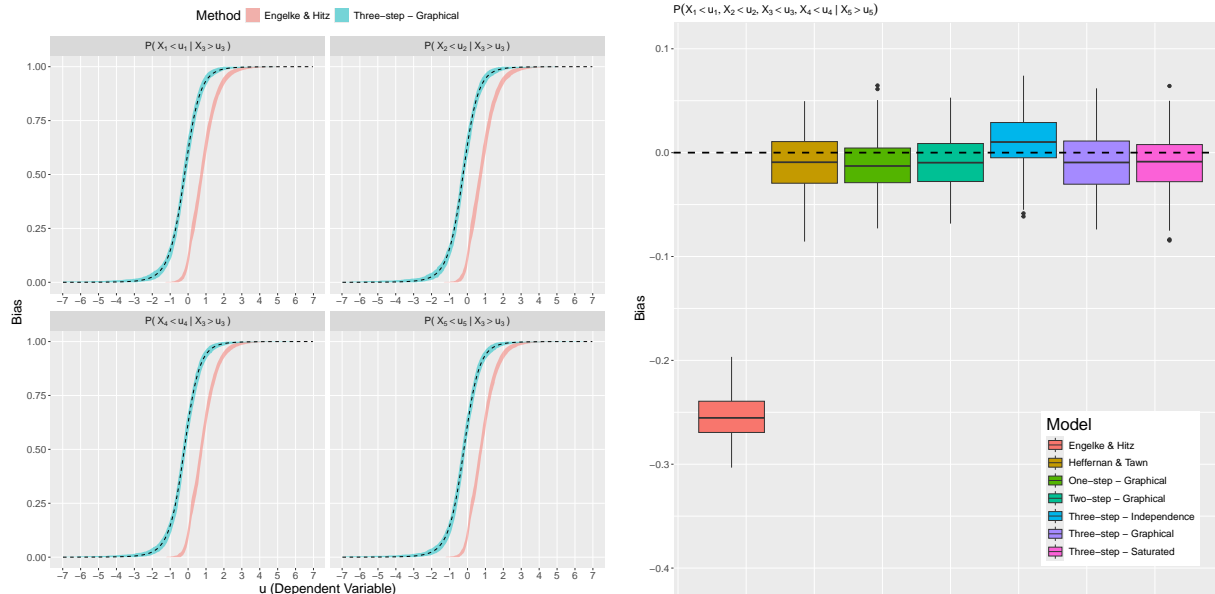 Method Engelke & Hitz Three−step − Graphical
P( X1 < u1 | X3 > u3 )
P( X2 < u2 | X3 > u3 )
1.00
0.75
0.50
0.25
0.00
−7 −6 −5 −4 −3 −2 −1 0 1 2 3 4 5 6 7
−7 −6 −5 −4 −3 −2 −1 0 1 2 3 4 5 6 7
P( X4 < u4 | X3 > u3 )
P( X5 < u5 | X3 > u3 )
1.00
0.75
0.50
0.25
0.00
−7 −6 −5 −4 −3 −2 −1 0 1 2 3 4 5 6 7
−7 −6 −5 −4 −3 −2 −1 0 1 2 3 4 5 6 7
Bias
u (Dependent Variable)
P(X1 < u1, X2 < u2, X3 < u3, X4 < u4 | X5 > u5)
0.1
0.0
−0.1
−0.2
−0.3
−0.4
Bias
Model
Engelke & Hitz
Heffernan & Tawn
One−step − Graphical
Two−step − Graphical
Three−step − Independence
Three−step − Graphical
Three−step − Saturated